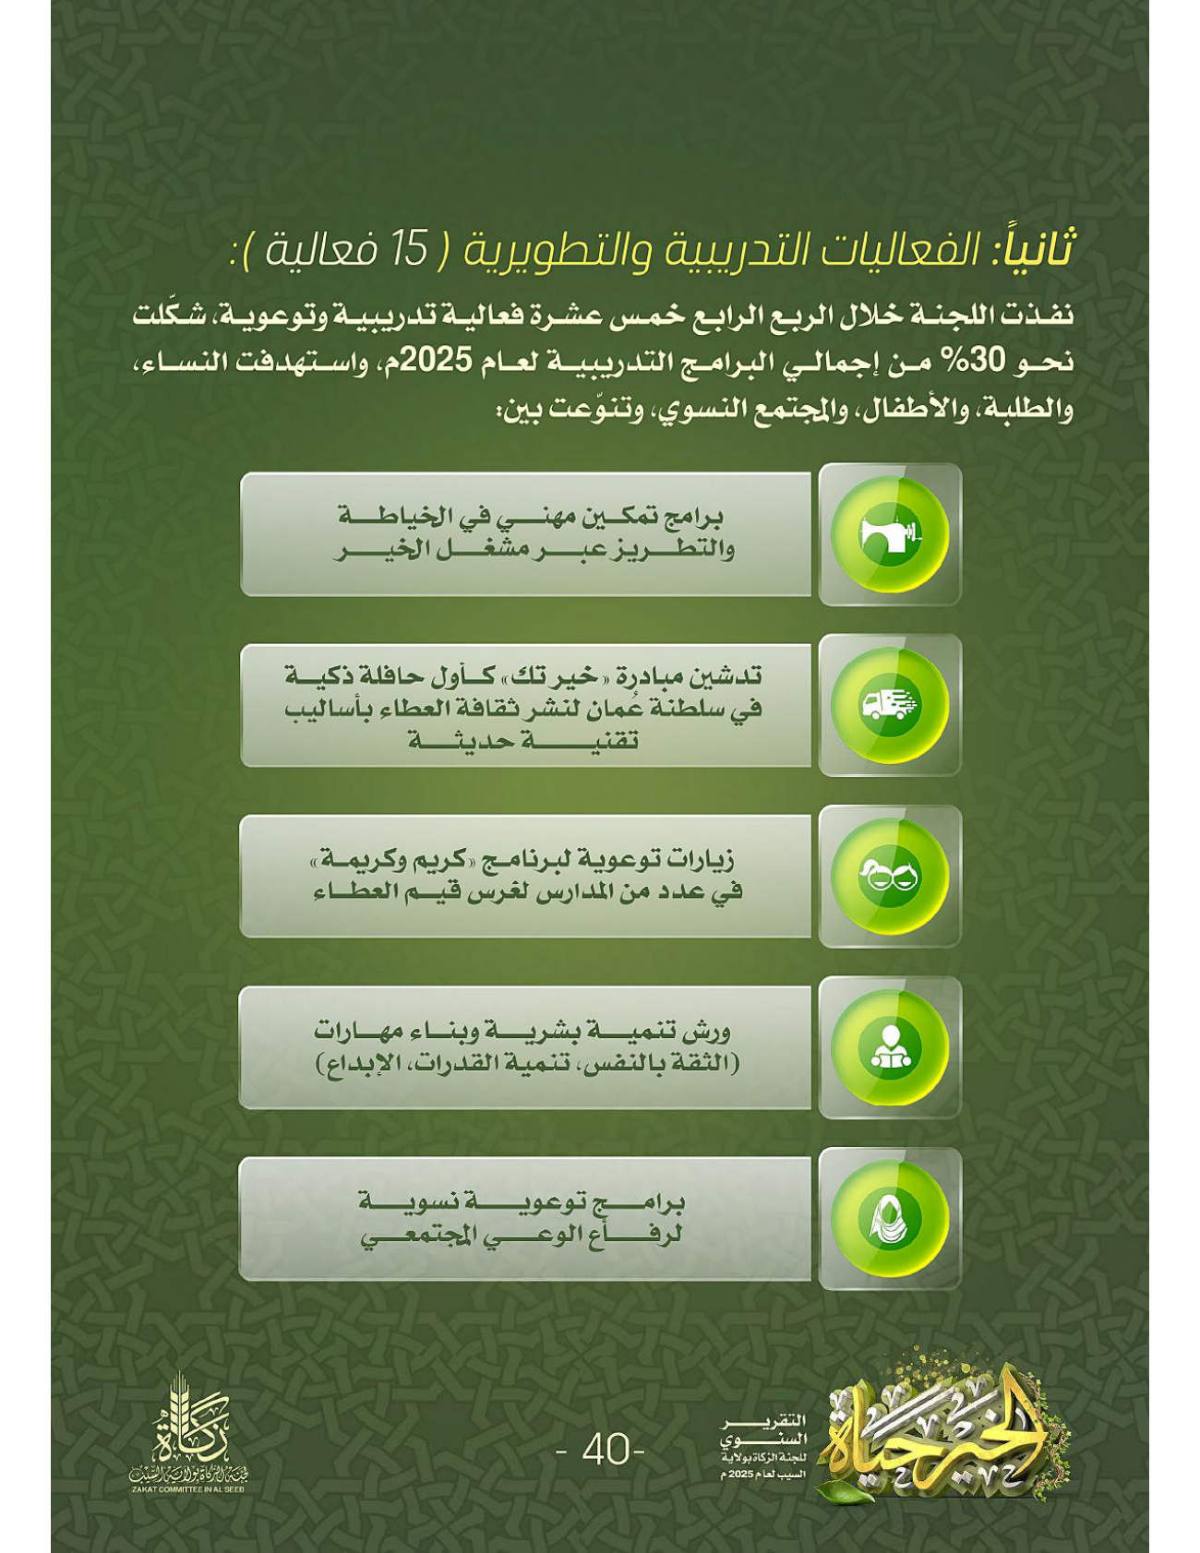 ثانياً: الفعاليات التدريبية والتطويرية ( 15 فعالية ):
نفذت اللجنة خلال الربع الرابع خمس عشرة فعالية تدريبية وتوعوية، شكّلت
نحو 30% من إجمالي البرامج التدريبية لعام 2025م، واستهدفت النساء،
والطلبة، والأطفال، والمجتمع النسوي، وتنوّعت بين:
برامج تمكين مهني في الخياطة
والتطريز عبر مشغل الخير
تدشين مبادرة «خير تك» كأول حافلة ذكية
في سلطنة عُمان لنشر ثقافة العطاء بأساليب
تقنية حديثة
زيارات توعوية لبرنامج «كريم وكريمة»
في عدد من المدارس لغرس قيم العطاء
ورش تنمية بشرية وبناء مهارات
(الثقة بالنفس، تنمية القدرات، الإبداع)
برامج توعوية نسوية
لرفأع الوعي المجتمعي
الخير حياة
التقرير
السنوي
للجنة الزكاة بولاية
السيب لعام 2025 م
- 40-
زكاة
لجنة الزكاة بولاية السيب
ZAKAT COMMITTEE IN AL SEEB